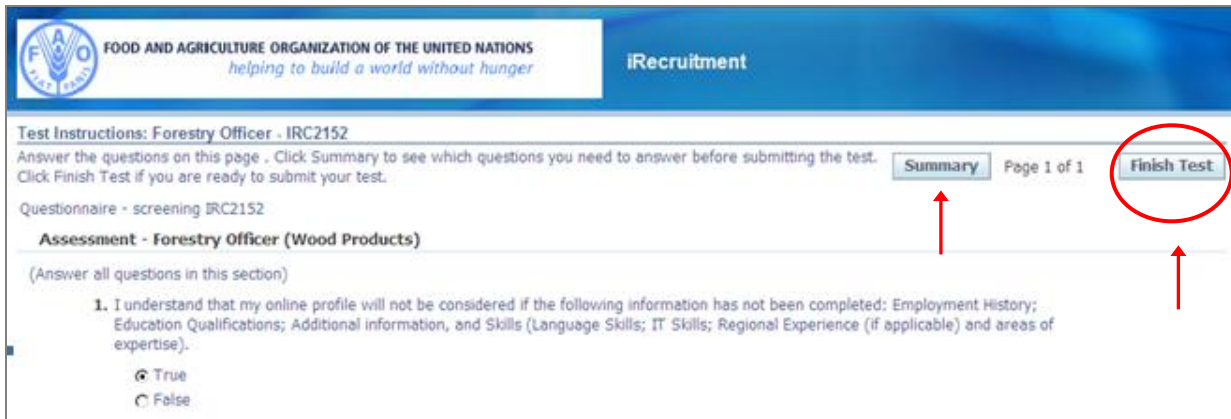 FAO
FIAT PANIS
FOOD AND AGRICULTURE ORGANIZATION OF THE UNITED NATIONS
helping to build a world without hunger
iRecruitment
Test Instructions: Forestry Officer - IRC2152
Answer the questions on this page . Click Summary to see which questions you need to answer before submitting the test.
Click Finish Test if you are ready to submit your test.
Summary Page 1 of 1 Finish Test
Questionnaire - screening IRC2152
Assessment - Forestry Officer (Wood Products)
(Answer all questions in this section)
1. I understand that my online profile will not be considered if the following information has not been completed: Employment History;
Education Qualifications; Additional information, and Skills (Language Skills; IT Skills; Regional Experience (if applicable) and areas of
expertise).
True
False